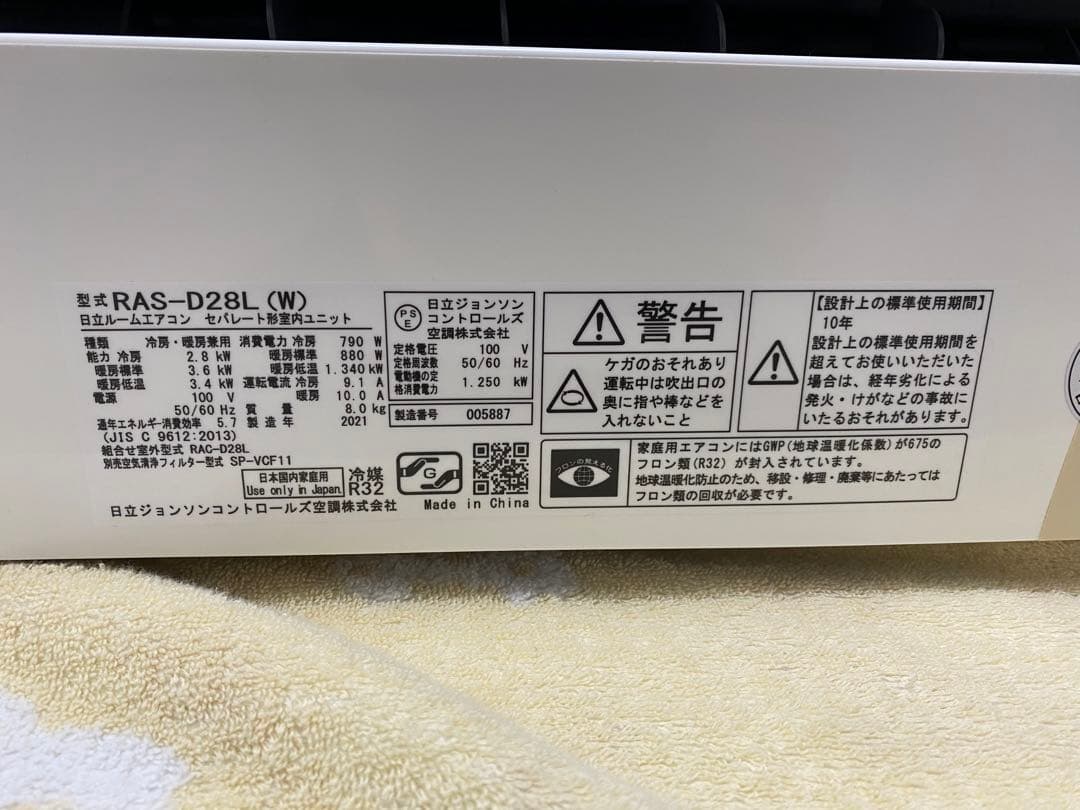 型式 RAS-D28L (W)
日立ルームエアコン セパレート形室内ユニット
種類 冷房・暖房兼用 消費電力 冷房 790 W
能力 冷房 2.8 kW 暖房標準 880 W
暖房標準 3.6 kW 暖房低温 1.340 kW
暖房低温 3.4 kW 運転電流 冷房 9.1 A
電源 100 V 暖房 10.0 A
50/60 Hz 質量 8.0 kg
通年エネルギー消費効率 5.7 製造年 2021
(JIS C 9612:2013)
組合せ室外型式 RAC-D28L
別売空気清浄フィルター型式 SP-VCF11
日本国内家庭用
Use only in Japan
冷媒
R32
日立ジョンソンコントロールズ空調株式会社
PS
E
日立ジョンソン
コントロールズ
空調株式会社
定格電圧 100 V
定格周波数 50/60 Hz
電動機の定
格消費電力 1.250 kW
製造番号 005887
G
Made in China
警告
ケガのおそれあり
運転中は吹出口の
奥に指や棒などを
入れないこと
【設計上の標準使用期間】
10年
設計上の標準使用期間を
超えてお使いいただいた
場合は、経年劣化による
発火・けがなどの事故に
いたるおそれがあります。
フロンの見える化
家庭用エアコンにはGWP(地球温暖化係数)が675の
フロン類(R32)が封入されています。
地球温暖化防止のため、移設・修理・廃棄等にあたっては
フロン類の回収が必要です。